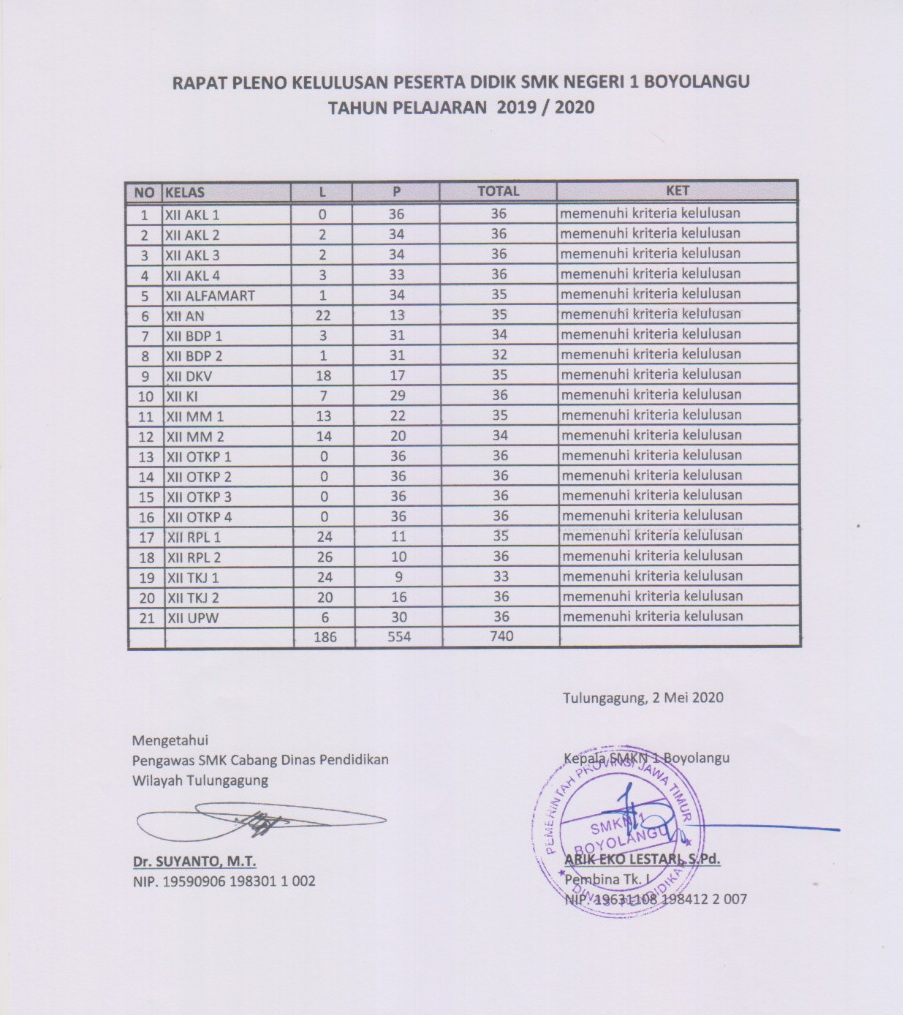 RAPAT PLENO KELULUSAN PESERTA DIDIK SMK NEGERI 1 BOYOLANGU
TAHUN PELAJARAN 2019 / 2020
NO KELAS L P TOTAL KET
1 XII AKL 1 0 36 36 memenuhi kriteria kelulusan
2 XII AKL 2 2 34 36 memenuhi kriteria kelulusan
3 XII AKL 3 2 34 36 memenuhi kriteria kelulusan
4 XII AKL 4 3 33 36 memenuhi kriteria kelulusan
5 XII ALFAMART 1 34 35 memenuhi kriteria kelulusan
6 XII AN 22 13 35 memenuhi kriteria kelulusan
7 XII BDP 1 3 31 34 memenuhi kriteria kelulusan
8 XII BDP 2 1 31 32 memenuhi kriteria kelulusan
9 XII DKV 18 17 35 memenuhi kriteria kelulusan
10 XII KI 7 29 36 memenuhi kriteria kelulusan
11 XII MM 1 13 22 35 memenuhi kriteria kelulusan
12 XII MM 2 14 20 34 memenuhi kriteria kelulusan
13 XII OTKP 1 0 36 36 memenuhi kriteria kelulusan
14 XII OTKP 2 0 36 36 memenuhi kriteria kelulusan
15 XII OTKP 3 0 36 36 memenuhi kriteria kelulusan
16 XII OTKP 4 0 36 36 memenuhi kriteria kelulusan
17 XII RPL 1 24 11 35 memenuhi kriteria kelulusan
18 XII RPL 2 26 10 36 memenuhi kriteria kelulusan
19 XII TKJ 1 24 9 33 memenuhi kriteria kelulusan
20 XII TKJ 2 20 16 36 memenuhi kriteria kelulusan
21 XII UPW 6 30 36 memenuhi kriteria kelulusan
186 554 740
Tulungagung, 2 Mei 2020
Mengetahui
Pengawas SMK Cabang Dinas Pendidikan
Wilayah Tulungagung
Dr. SUYANTO, M.T.
NIP. 19590906 198301 1 002
Kepala SMKN 1 Boyolangu
PEMERINTAH PROVINSI JAWA TIMUR
SMKN 1
BOYOLANGU
DINAS PENDIDIKAN
ARIK EKO LESTARI, S.Pd.
Pembina Tk. I
NIP. 19631108 198412 2 007